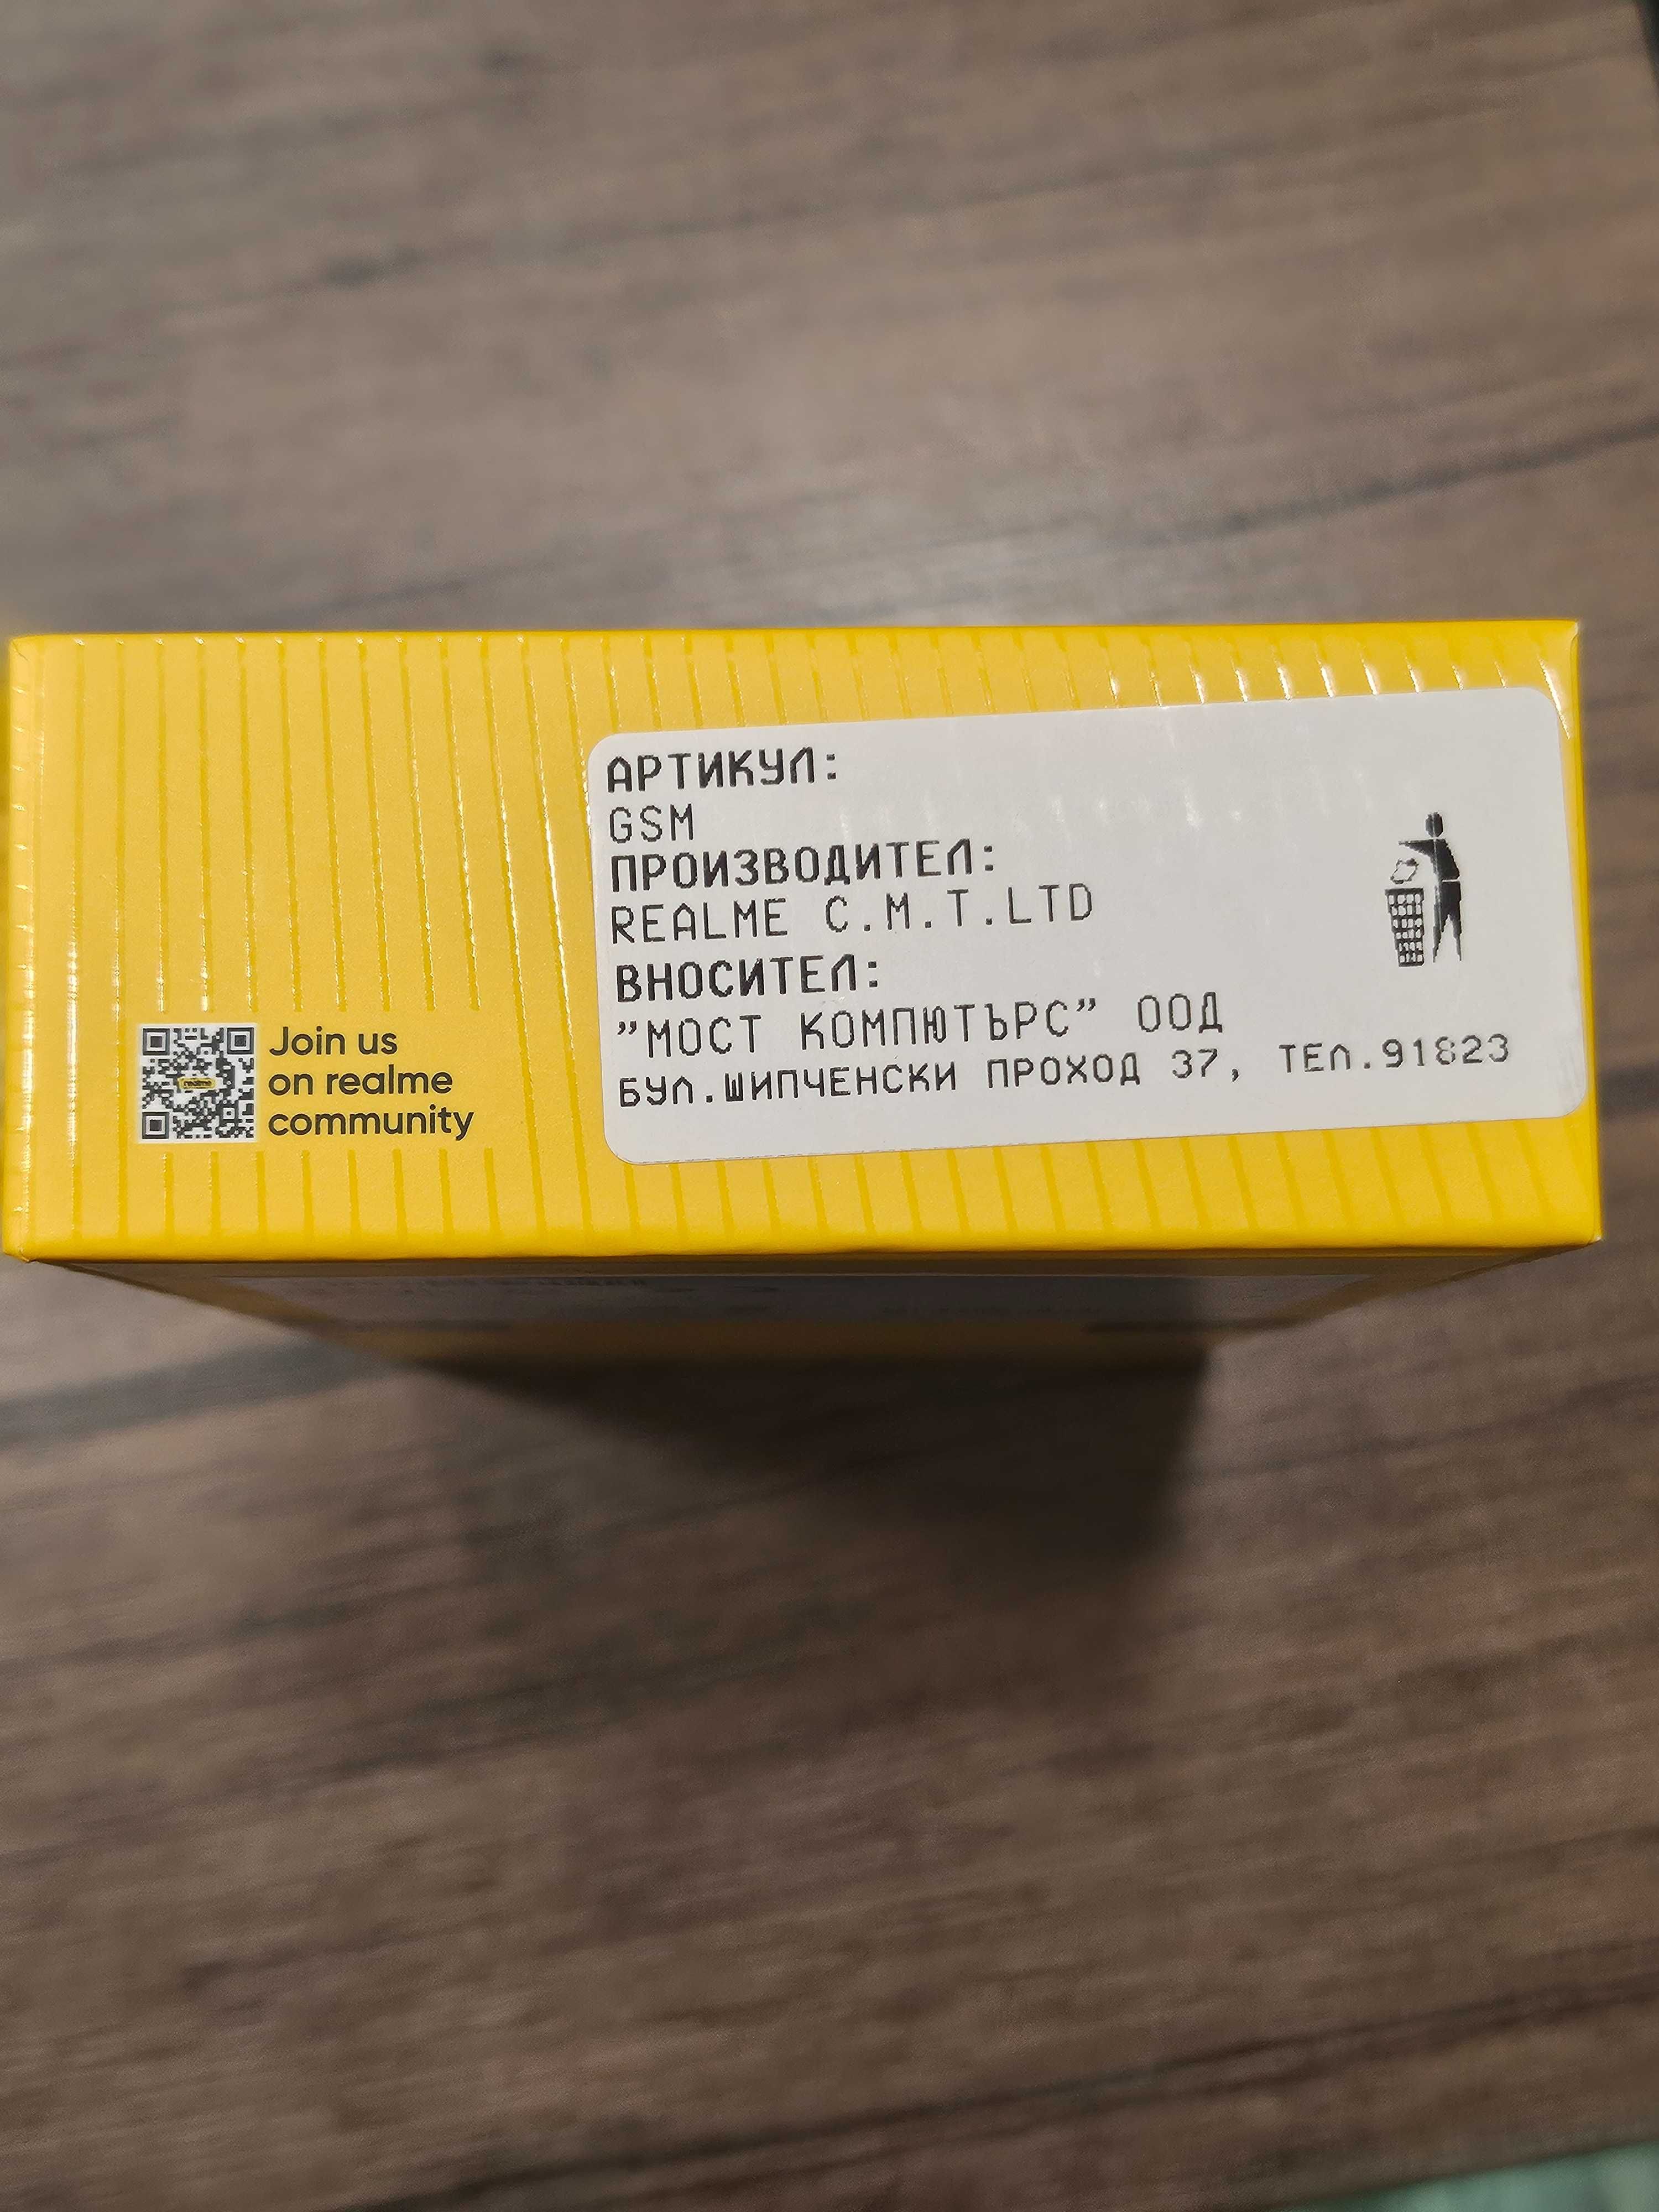 Join us
on realme
community
realme
АРТИКУЛ:
GSM
ПРОИЗВОДИТЕЛ:
REALME C.M.T.LTD
ВНОСИТЕЛ:
"МОСТ КОМПЮТЪРС" ООД
БУЛ.ШИПЧЕНСКИ ПРОХОД 37, ТЕЛ.91823